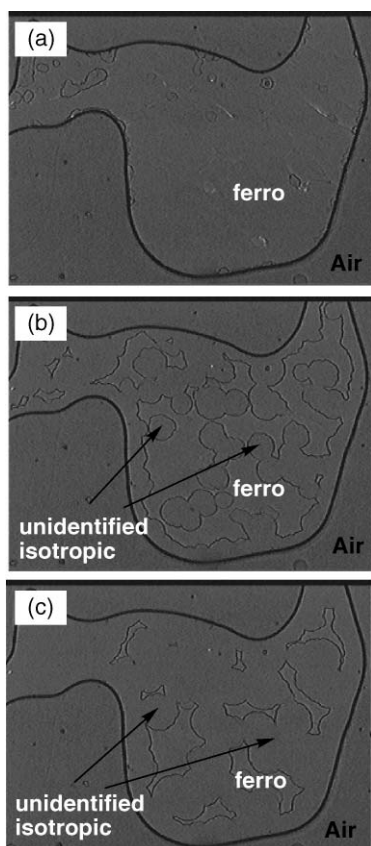 (a)
ferro
Air
(b)
ferro
unidentified
isotropic
Air
(c)
ferro
unidentified
isotropic
Air